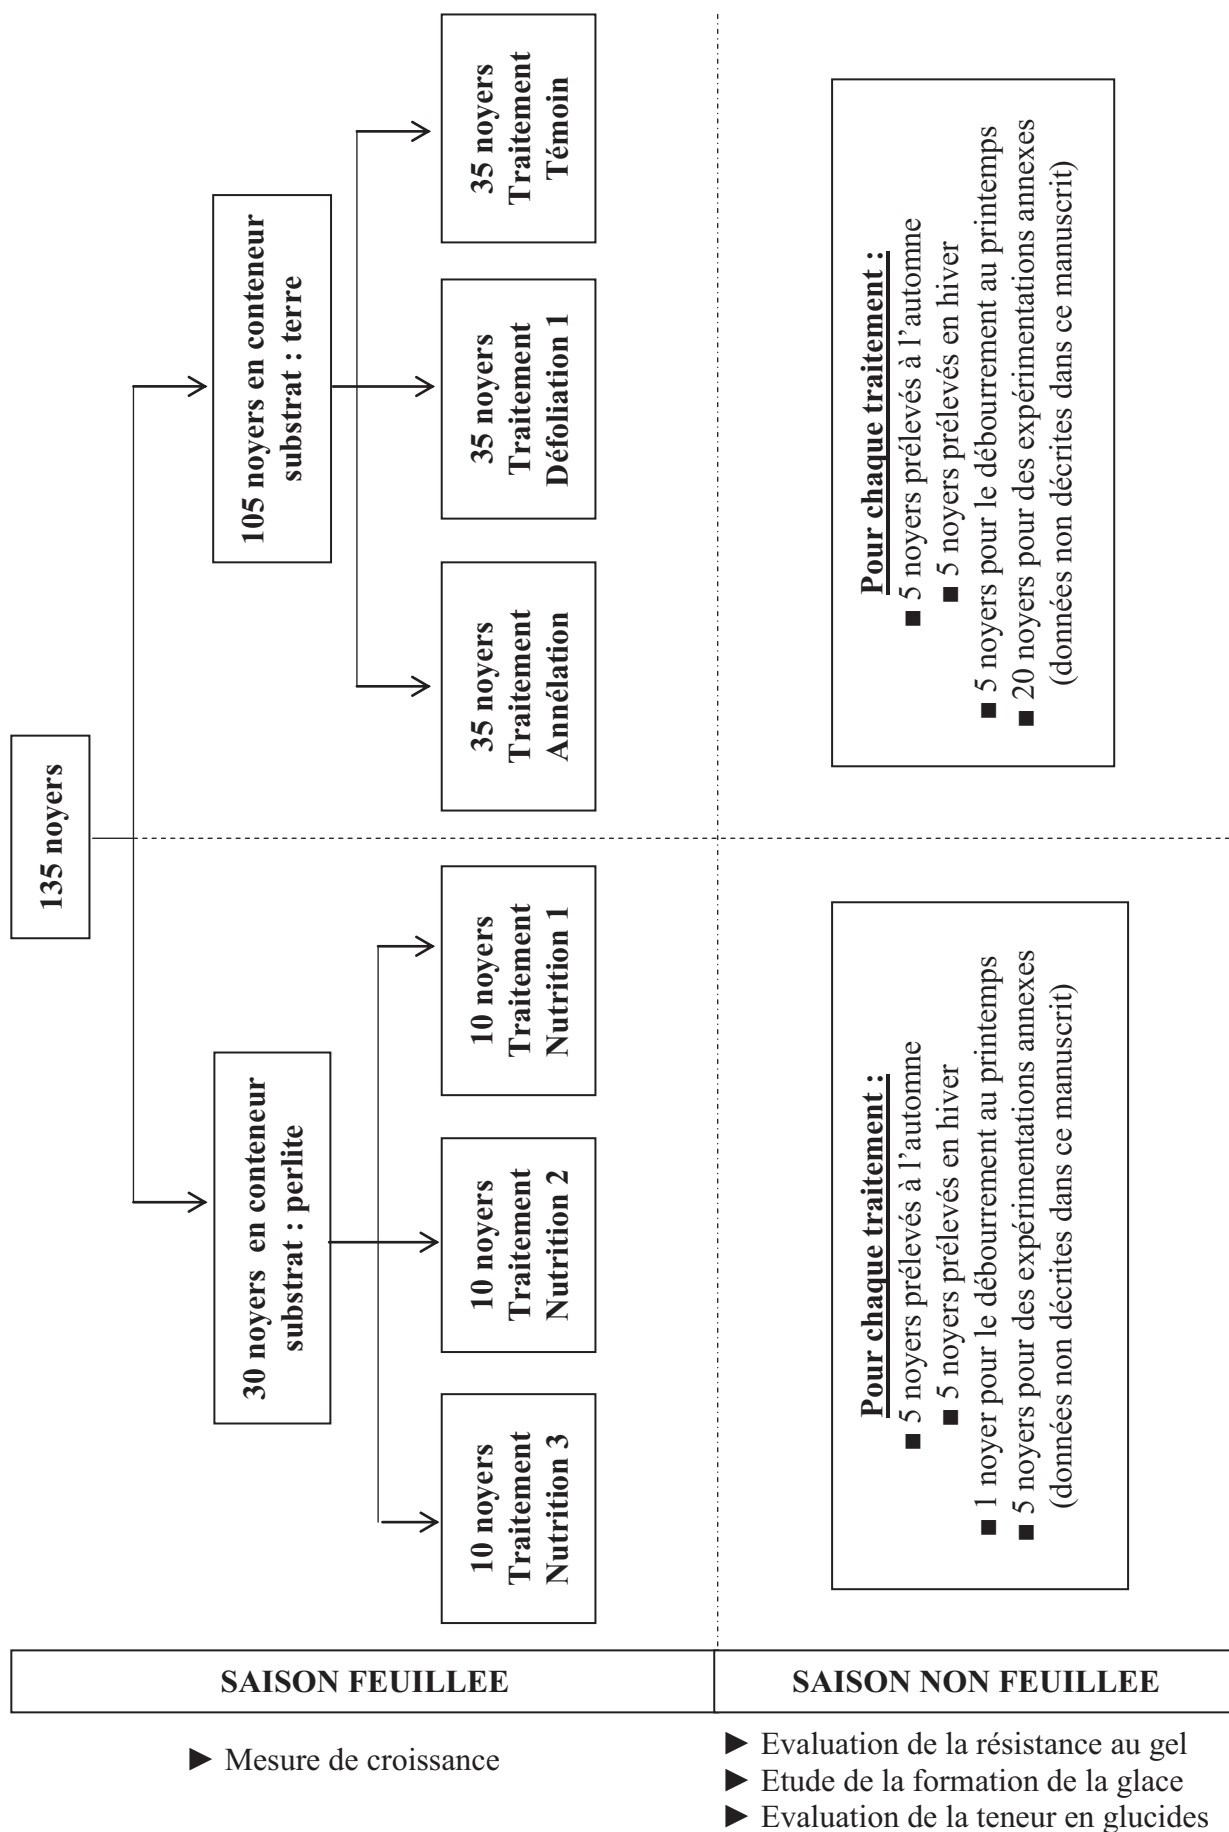 135 noyers
30 noyers en conteneur
substrat : perlite
105 noyers en conteneur
substrat : terre
10 noyers
Traitement
Nutrition 3
10 noyers
Traitement
Nutrition 2
10 noyers
Traitement
Nutrition 1
35 noyers
Traitement
Annélation
35 noyers
Traitement
Défoliation 1
35 noyers
Traitement
Témoin
Pour chaque traitement :
■ 5 noyers prélevés à l’automne
■ 5 noyers prélevés en hiver
■ 1 noyer pour le débourrement au printemps
■ 5 noyers pour des expérimentations annexes
(données non décrites dans ce manuscrit)
Pour chaque traitement :
■ 5 noyers prélevés à l’automne
■ 5 noyers prélevés en hiver
■ 5 noyers pour le débourrement au printemps
■ 20 noyers pour des expérimentations annexes
(données non décrites dans ce manuscrit)
SAISON FEUILLEE
SAISON NON FEUILLEE
► Mesure de croissance
► Evaluation de la résistance au gel
► Etude de la formation de la glace
► Evaluation de la teneur en glucides